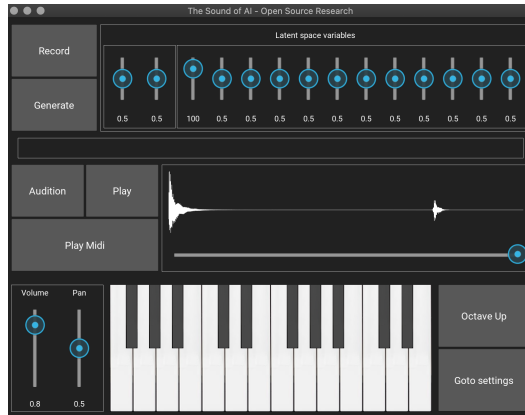 The Sound of AI - Open Source Research
Record
Latent space variables
Generate
0.5 0.5 100 0.5 0.5 0.5 0.5 0.5 0.5 0.5 0.5 0.5 0.5 0.5
Audition Play
Play Midi
Volume Pan
Octave Up
0.8 0.5
Goto settings